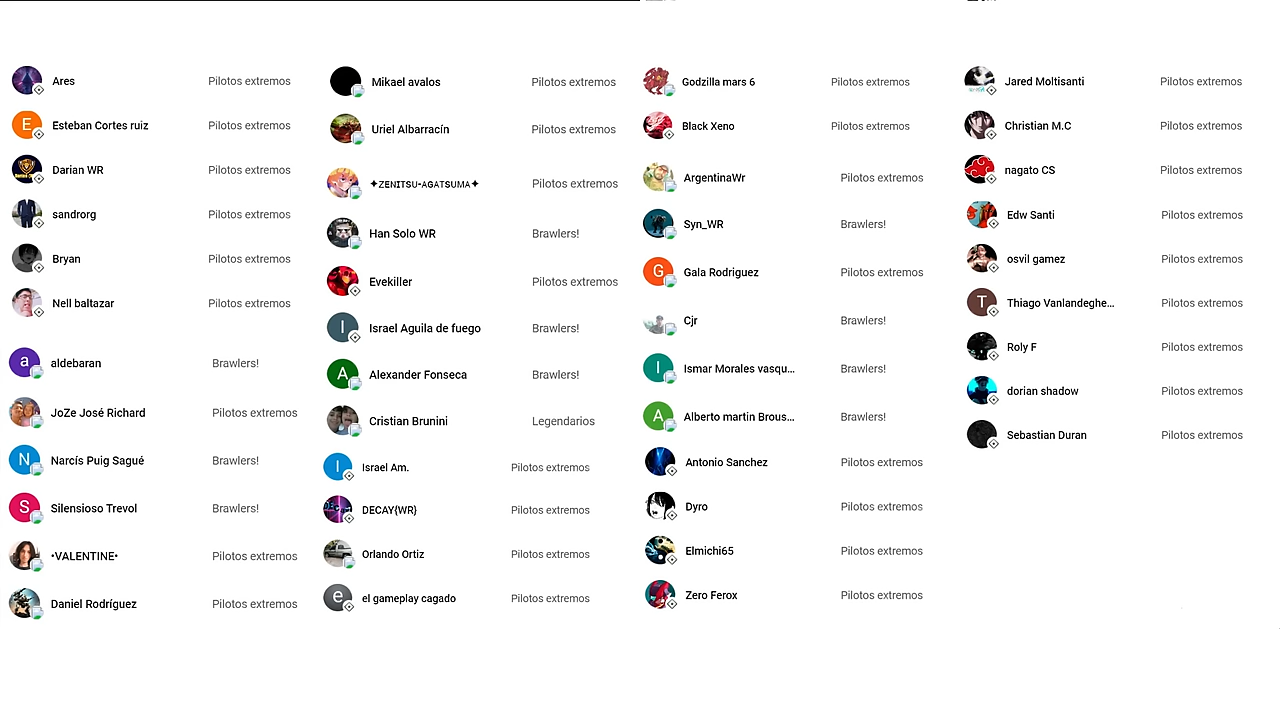 Ares Pilotos extremos
Esteban Cortes ruiz Pilotos extremos
Darian WR Pilotos extremos
sandrorg Pilotos extremos
Bryan Pilotos extremos
Nell baltazar Pilotos extremos
aldebaran Brawlers!
JoZe José Richard Pilotos extremos
Narcís Puig Sagué Brawlers!
Silensioso Trevol Brawlers!
•VALENTINE• Pilotos extremos
Daniel Rodríguez Pilotos extremos
Mikael avalos Pilotos extremos
Uriel Albarracín Pilotos extremos
✦ZENITSU-AGATSUMA✦ Pilotos extremos
Han Solo WR Brawlers!
Evekiller Pilotos extremos
Israel Aguila de fuego Brawlers!
Alexander Fonseca Brawlers!
Cristian Brunini Legendarios
Israel Am. Pilotos extremos
DECAY{WR} Pilotos extremos
Orlando Ortiz Pilotos extremos
el gameplay cagado Pilotos extremos
Godzilla mars 6 Pilotos extremos
Black Xeno Pilotos extremos
ArgentinaWr Pilotos extremos
Syn_WR Brawlers!
Gala Rodriguez Pilotos extremos
Cjr Brawlers!
Ismar Morales vasqu... Brawlers!
Alberto martin Brous... Brawlers!
Antonio Sanchez Pilotos extremos
Dyro Pilotos extremos
Elmichi65 Pilotos extremos
Zero Ferox Pilotos extremos
Jared Moltisanti Pilotos extremos
Christian M.C Pilotos extremos
nagato CS Pilotos extremos
Edw Santi Pilotos extremos
osvil gamez Pilotos extremos
Thiago Vanlandeghe... Pilotos extremos
Roly F Pilotos extremos
dorian shadow Pilotos extremos
Sebastian Duran Pilotos extremos